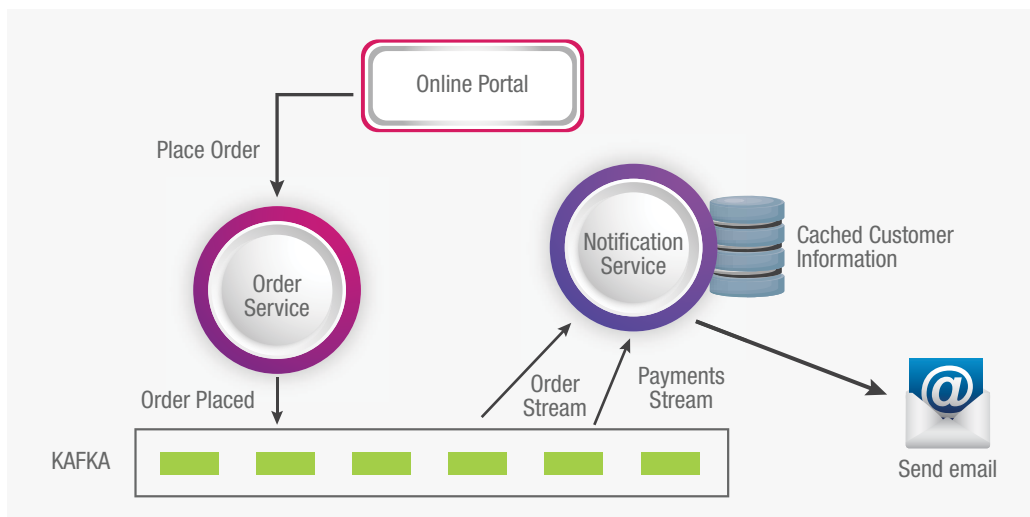 Online Portal
Place Order
Order
Service
Notification
Service
Cached Customer
Information
Order Placed
Order
Stream
Payments
Stream
KAFKA
@
Send email